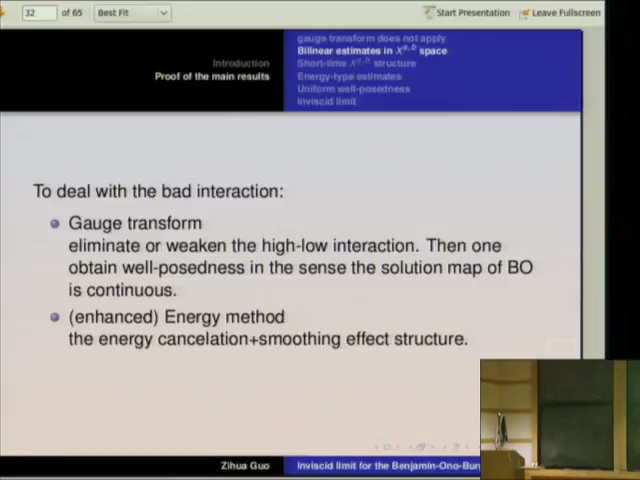 32 of 65 Best Fit Start Presentation Leave Fullscreen
gauge transform does not apply
Bilinear estimates in X^{s,b} space
Introduction Short-time X^{s,b} structure
Proof of the main results Energy-type estimates
Uniform well-posedness
Inviscid limit
To deal with the bad interaction:
Gauge transform
eliminate or weaken the high-low interaction. Then one
obtain well-posedness in the sense the solution map of BO
is continuous.
(enhanced) Energy method
the energy cancelation+smoothing effect structure.
Zihua Guo Inviscid limit for the Benjamin-Ono-Bur